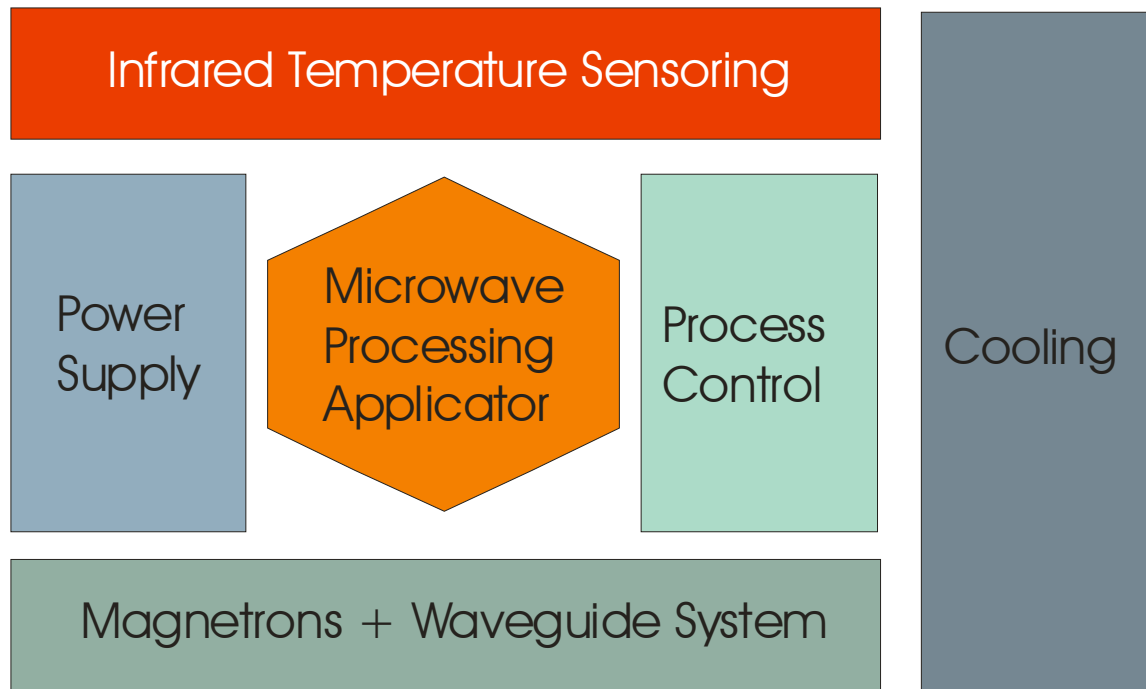 Infrared Temperature Sensoring
Power
Supply
Microwave
Processing
Applicator
Process
Control
Cooling
Magnetrons + Waveguide System